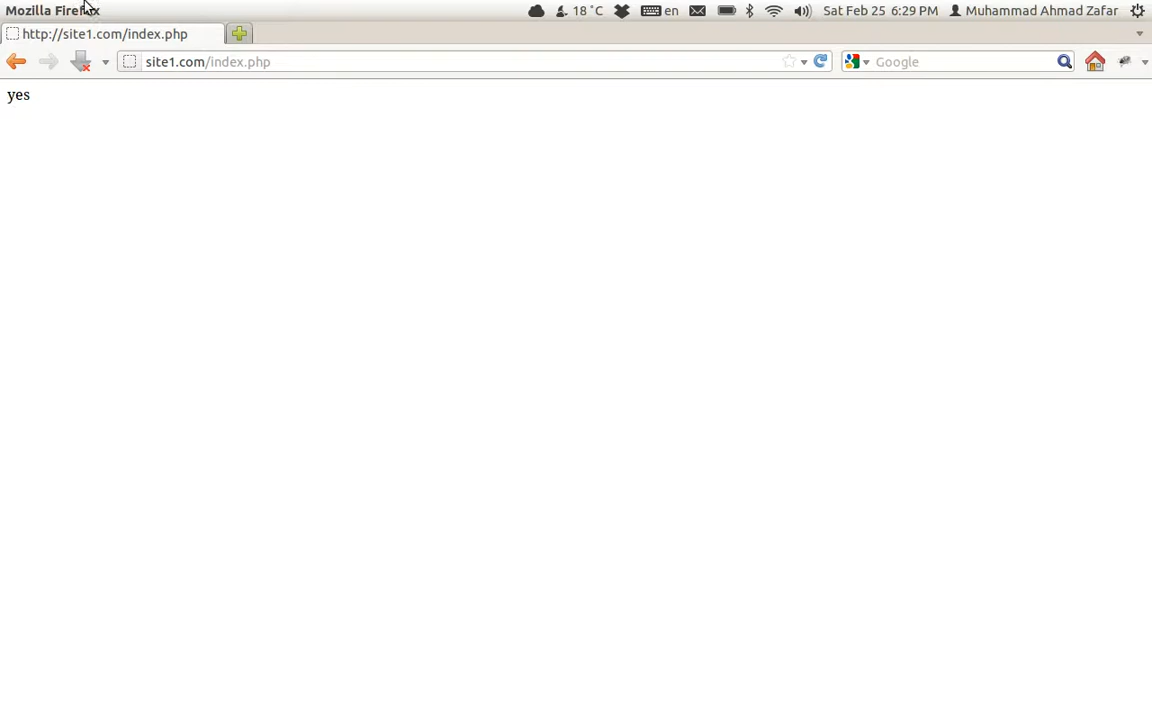 Mozilla Firefox 18 °C en Sat Feb 25 6:29 PM Muhammad Ahmad Zafar
http://site1.com/index.php
site1.com/index.php Google
yes